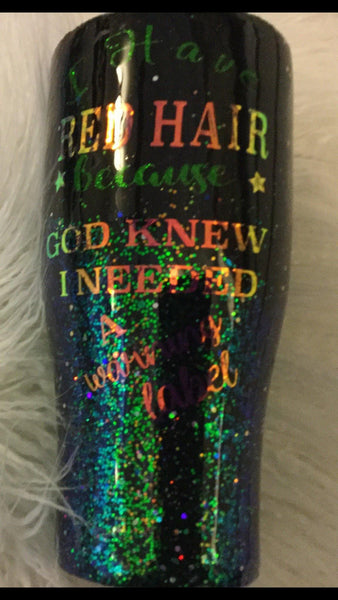 I Have
RED HAIR
because
GOD KNEW
I NEEDED
A
warning
label